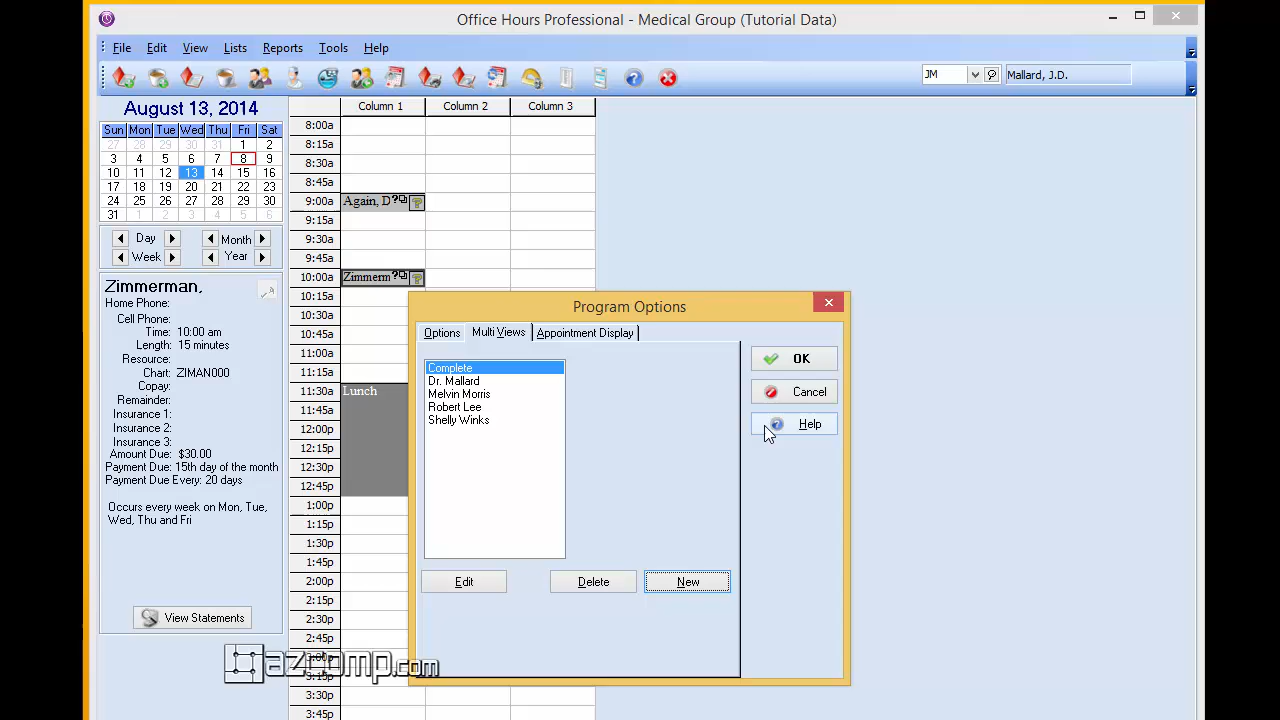 Office Hours Professional - Medical Group (Tutorial Data)
File Edit View Lists Reports Tools Help
JM Mallard, J.D.
August 13, 2014
Sun Mon Tue Wed Thu Fri Sat
27 28 29 30 31 1 2
3 4 5 6 7 8 9
10 11 12 13 14 15 16
17 18 19 20 21 22 23
24 25 26 27 28 29 30
31 1 2 3 4 5 6
Day Month
Week Year
Zimmerman,
Home Phone:
Cell Phone:
Time: 10:00 am
Length: 15 minutes
Resource:
Chart: ZIMAN000
Copay:
Remainder:
Insurance 1:
Insurance 2:
Insurance 3:
Amount Due: $30.00
Payment Due: 15th day of the month
Payment Due Every: 20 days
Occurs every week on Mon, Tue,
Wed, Thu and Fri
View Statements
Column 1 Column 2 Column 3
8:00a
8:15a
8:30a
8:45a
9:00a Again, D
9:15a
9:30a
9:45a
10:00a Zimmerm
10:15a
10:30a
10:45a
11:00a
11:15a
11:30a Lunch
11:45a
12:00p
12:15p
12:30p
12:45p
1:00p
1:15p
1:30p
1:45p
2:00p
2:15p
2:30p
2:45p
3:00p
3:15p
3:30p
3:45p
Program Options
Options Multi Views Appointment Display
Complete
Dr. Mallard
Melvin Morris
Robert Lee
Shelly Winks
OK
Cancel
Help
Edit Delete New
azcomp.com